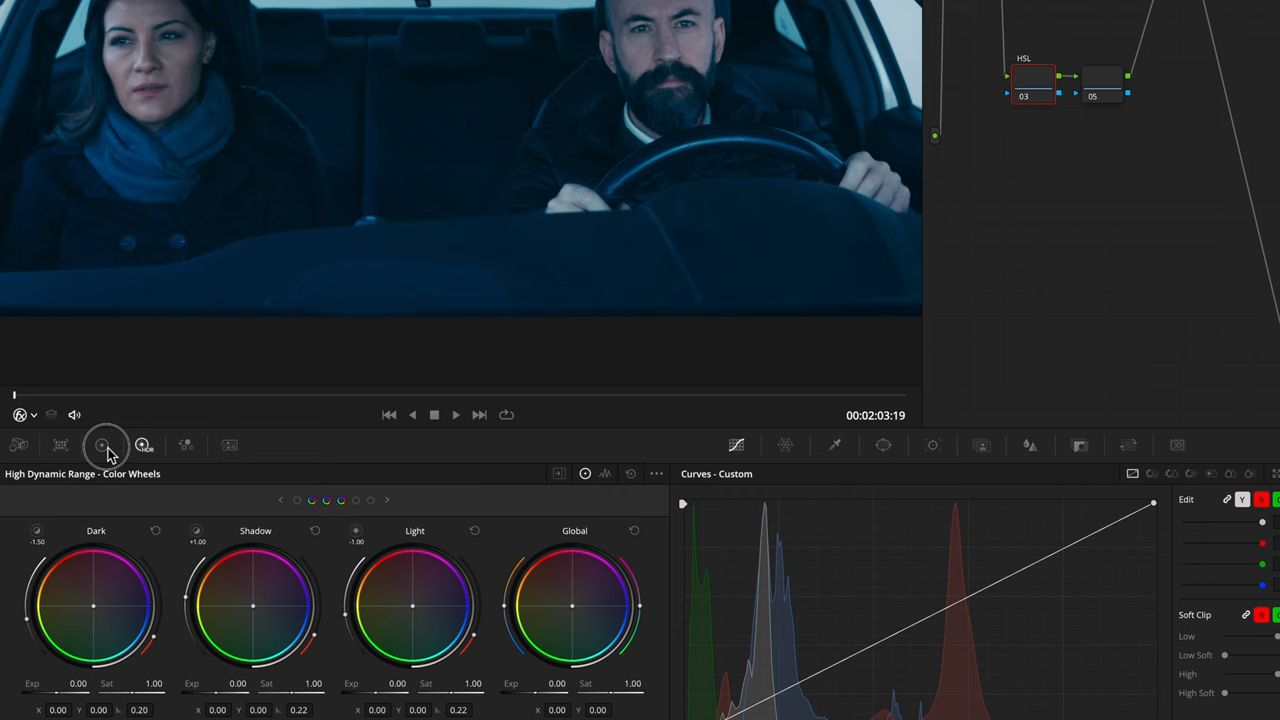 HSL
03
05
fx
00:02:03:19
HDR
High Dynamic Range - Color Wheels
Curves - Custom
Edit
Y
Dark
Shadow
Light
Global
-1.50
+1.00
-1.00
Soft Clip
Low
Low Soft
High
High Soft
Exp 0.00 Sat 1.00
Exp 0.00 Sat 1.00
Exp 0.00 Sat 1.00
Exp 0.00 Sat 1.00
X 0.00 Y 0.00 0.20
X 0.00 Y 0.00 0.22
X 0.00 Y 0.00 0.22
X 0.00 Y 0.00